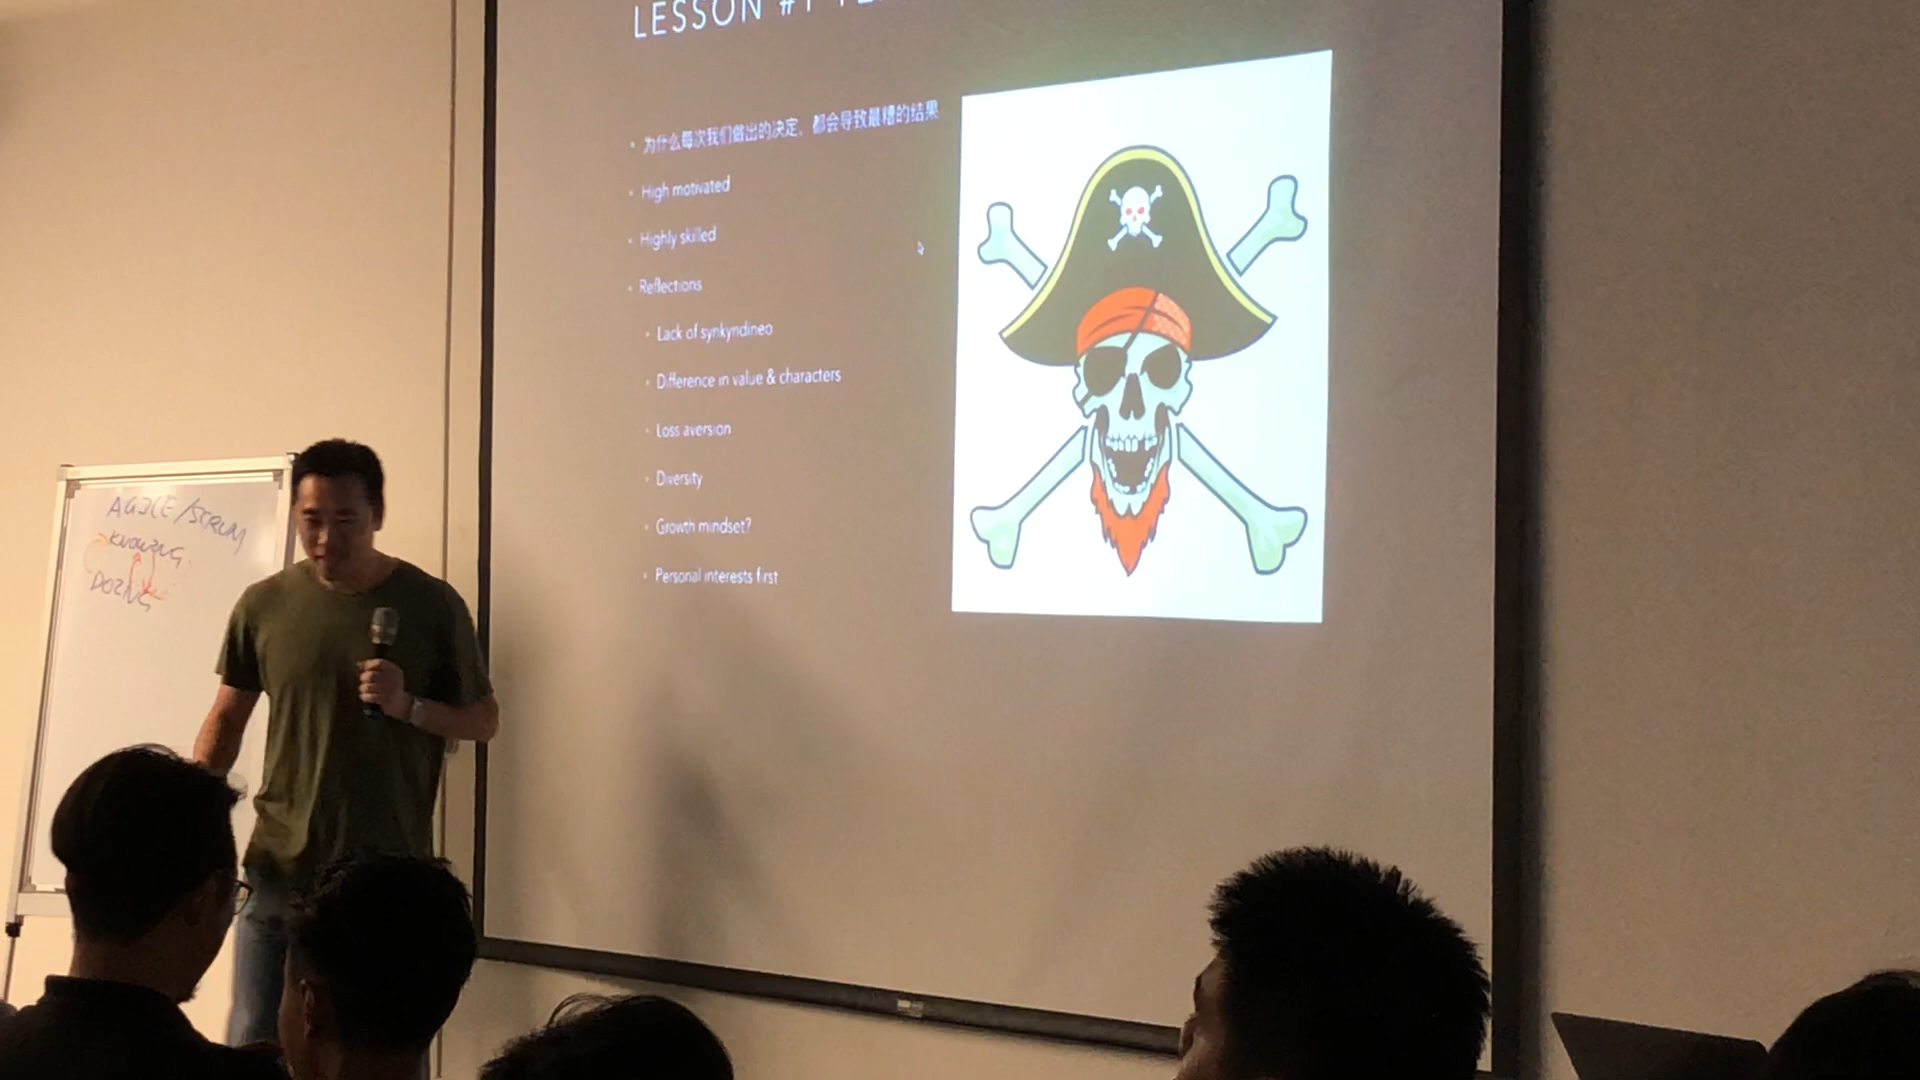 LESSON #1
为什么每次我们做出的决定，都会导致最糟的结果
High motivated
Highly skilled
Reflections
Lack of synkyndineo
Difference in value & characters
Loss aversion
Diversity
Growth mindset?
Personal interests first
AGILE/SCRUM
KNOWING
DOING